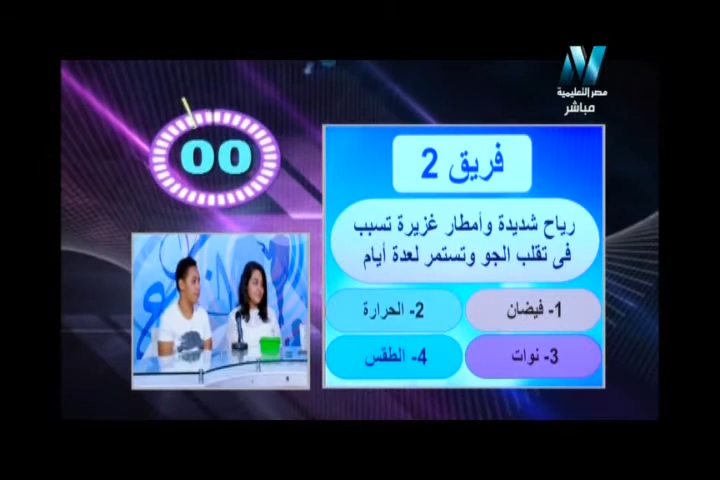 مصر التعليمية
مباشر
00
فريق 2
رياح شديدة وأمطار غزيرة تسبب
فى تقلب الجو وتستمر لعدة أيام
1- فيضان
2- الحرارة
3- نوات
4- الطقس